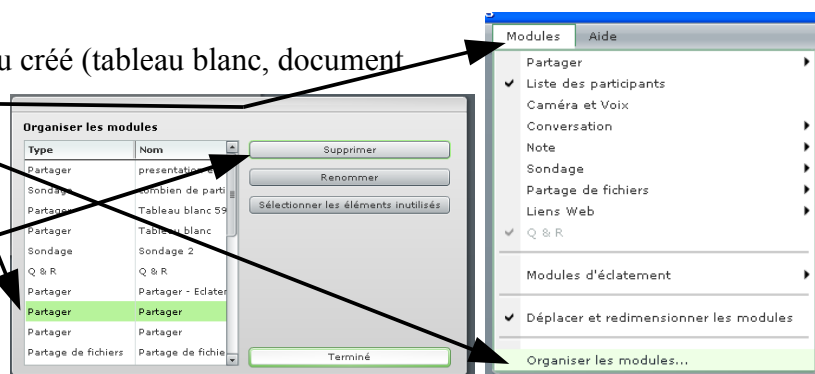 Modules Aide
u créé (tableau blanc, document
Organiser les modules
Type Nom
Partager presentation
Sondage combien de parti
Partager Tableau blanc 59
Partager Tableau blanc
Sondage Sondage 2
Q & R Q & R
Partager Partager - Eclater
Partager Partager
Partager Partager
Partage de fichiers Partage de fichie
Supprimer
Renommer
Sélectionner les éléments inutilisés
Terminé
Partager
Liste des participants
Caméra et Voix
Conversation
Note
Sondage
Partage de fichiers
Liens Web
Q & R
Modules d'éclatement
Déplacer et redimensionner les modules
Organiser les modules...